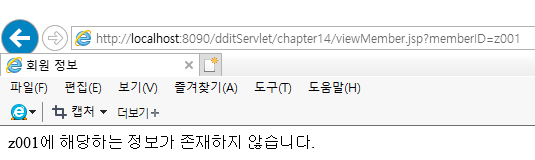 http://localhost:8090/dditServlet/chapter14/viewMember.jsp?memberID=z001
회원 정보
파일(F) 편집(E) 보기(V) 즐겨찾기(A) 도구(T) 도움말(H)
캡처 더보기
z001에 해당하는 정보가 존재하지 않습니다.